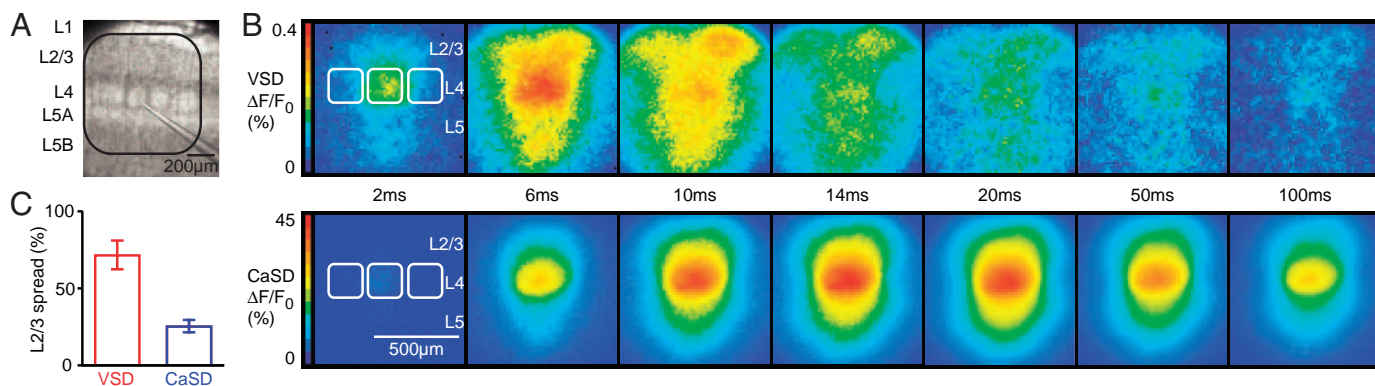 A
L1
L2/3
L4
L5A
L5B
200µm
B
0.4
VSD
ΔF/F0
(%)
0
L2/3
L4
L5
2ms 6ms 10ms 14ms 20ms 50ms 100ms
45
CaSD
ΔF/F0
(%)
0
L2/3
L4
L5
500µm
C
L2/3 spread (%)
100
50
0
VSD CaSD